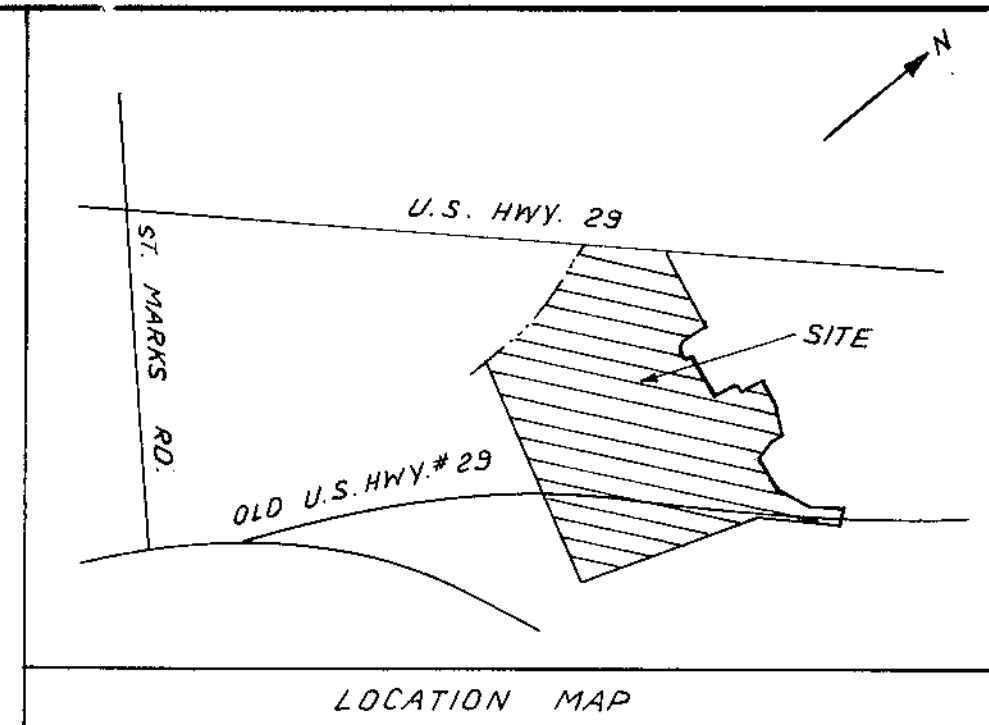 N
U.S. HWY. 29
ST. MARKS RD.
SITE
OLD U.S. HWY. # 29
LOCATION MAP